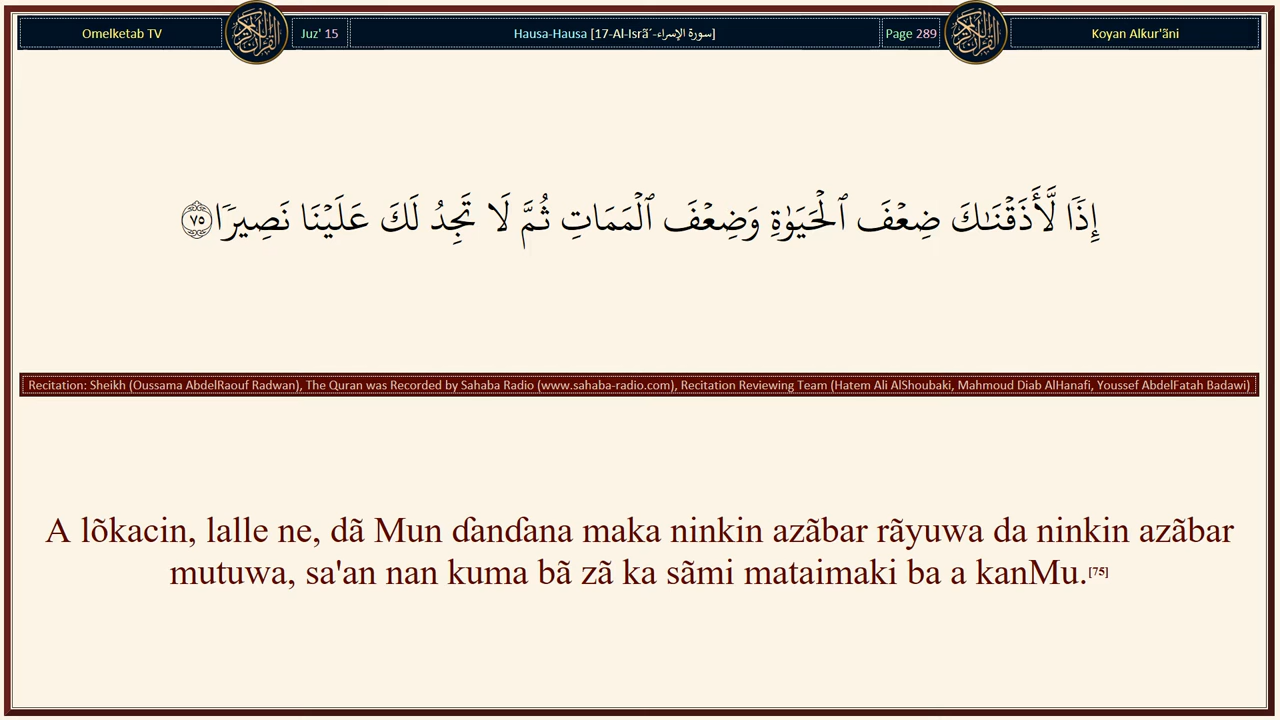 Omelketab TV
Juz' 15
Hausa-Hausa [17-Al-Isrã´-سورة الإسراء]
Page 289
Koyan Alƙur'ãni
إِذٗا لَّأَذَقۡنَٰكَ ضِعۡفَ ٱلۡحَيَوٰةِ وَضِعۡفَ ٱلۡمَمَاتِ ثُمَّ لَا تَجِدُ لَكَ عَلَيۡنَا نَصِيرٗا ٧٥
Recitation: Sheikh (Oussama AbdelRaouf Radwan), The Quran was Recorded by Sahaba Radio (www.sahaba-radio.com), Recitation Reviewing Team (Hatem Ali AlShoubaki, Mahmoud Diab AlHanafi, Youssef AbdelFatah Badawi)
A lõkacin, lalle ne, dã Mun ɗanɗana maka ninkin azãbar rãyuwa da ninkin azãbar
mutuwa, sa'an nan kuma bã zã ka sãmi mataimaki ba a kanMu.[75]